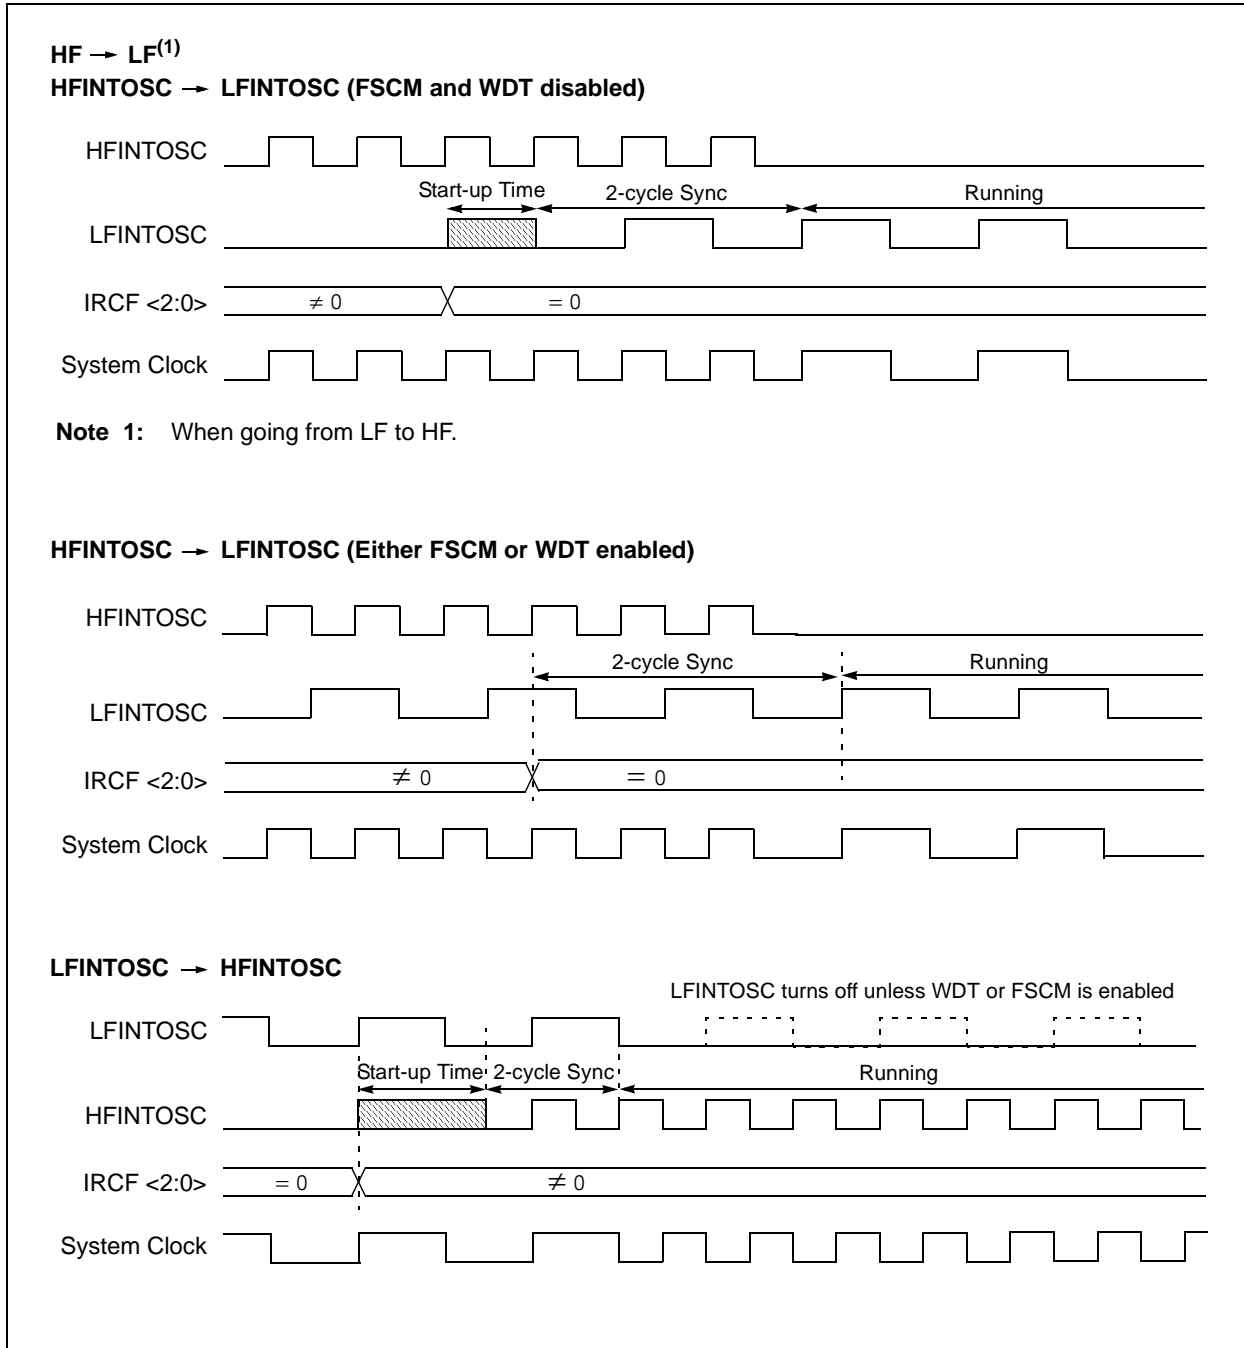 HF → LF(1)
HFINTOSC → LFINTOSC (FSCM and WDT disabled)
HFINTOSC
Start-up Time 2-cycle Sync Running
LFINTOSC
IRCF <2:0> ≠ 0 = 0
System Clock
Note 1: When going from LF to HF.
HFINTOSC → LFINTOSC (Either FSCM or WDT enabled)
HFINTOSC
2-cycle Sync Running
LFINTOSC
IRCF <2:0> ≠ 0 = 0
System Clock
LFINTOSC → HFINTOSC
LFINTOSC turns off unless WDT or FSCM is enabled
LFINTOSC
Start-up Time 2-cycle Sync Running
HFINTOSC
IRCF <2:0> = 0 ≠ 0
System Clock